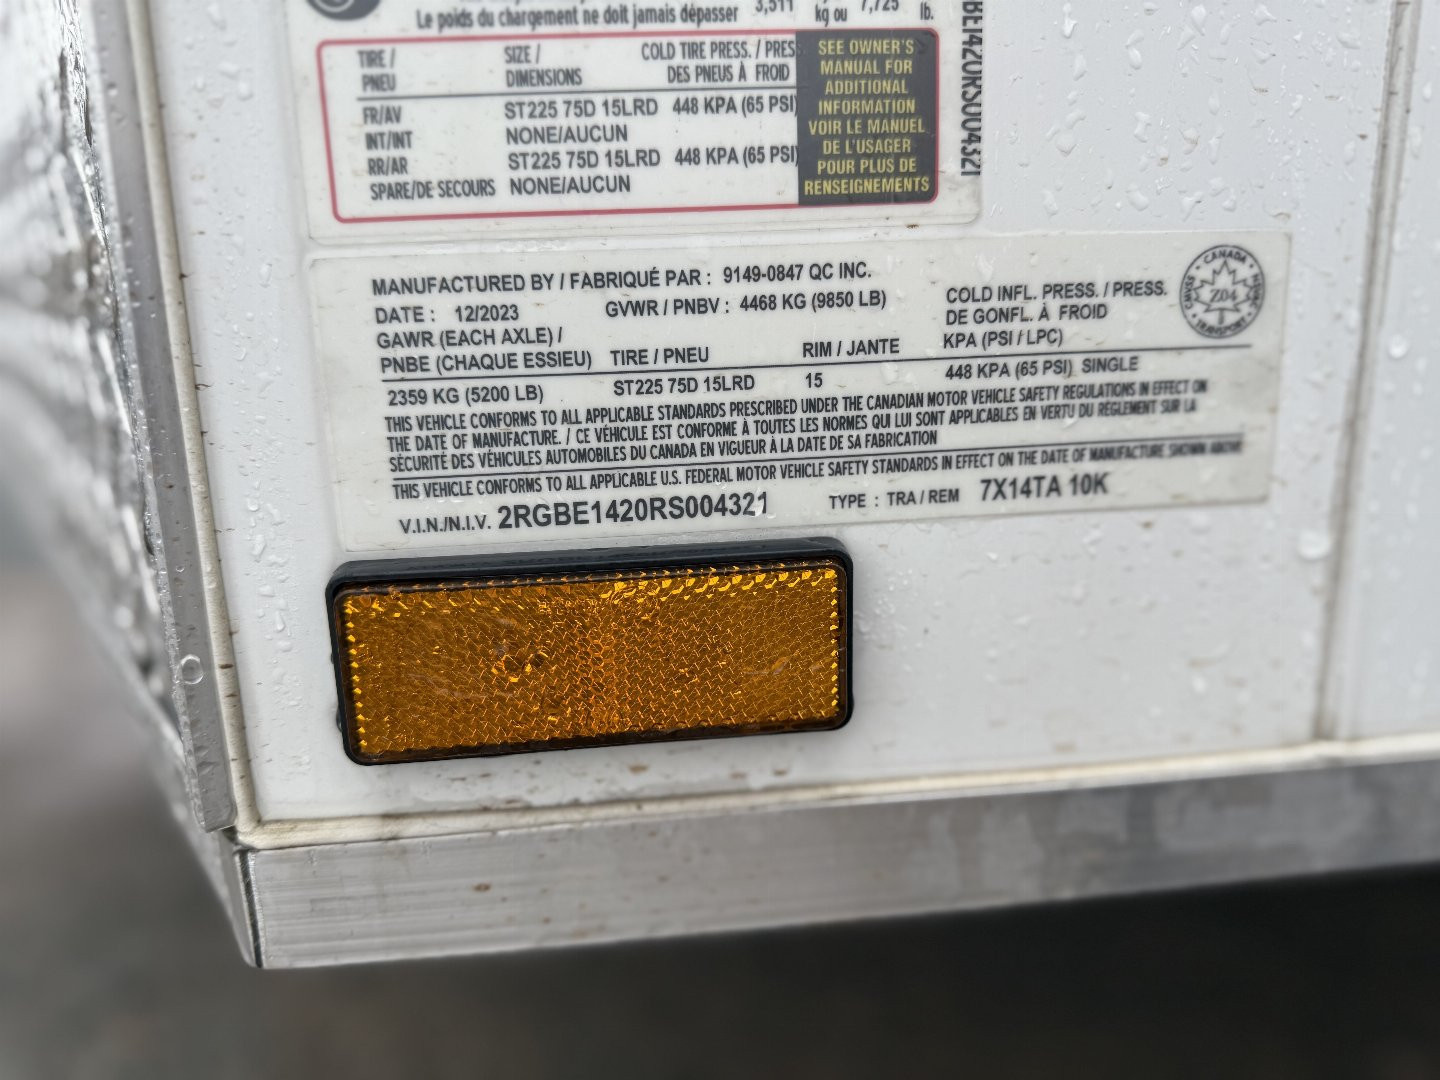 Le poids du chargement ne doit jamais dépasser 3,511 kg ou 7,725 lb.
TIRE / SIZE / COLD TIRE PRESS. / PRES
PNEU DIMENSIONS DES PNEUS À FROID
FR/AV ST225 75D 15LRD 448 KPA (65 PSI)
INT/INT NONE/AUCUN
RR/AR ST225 75D 15LRD 448 KPA (65 PSI)
SPARE/DE SECOURS NONE/AUCUN
SEE OWNER'S
MANUAL FOR
ADDITIONAL
INFORMATION
VOIR LE MANUEL
DE L'USAGER
POUR PLUS DE
RENSEIGNEMENTS
BE1420RS004321
MANUFACTURED BY / FABRIQUÉ PAR : 9149-0847 QC INC.
DATE : 12/2023 GVWR / PNBV : 4468 KG (9850 LB)
GAWR (EACH AXLE) /
PNBE (CHAQUE ESSIEU) TIRE / PNEU RIM / JANTE
COLD INFL. PRESS. / PRESS.
DE GONFL. À FROID
KPA (PSI / LPC)
CANADA
Z04
TRANSPORT
2359 KG (5200 LB) ST225 75D 15LRD 15 448 KPA (65 PSI) SINGLE
THIS VEHICLE CONFORMS TO ALL APPLICABLE STANDARDS PRESCRIBED UNDER THE CANADIAN MOTOR VEHICLE SAFETY REGULATIONS IN EFFECT ON
THE DATE OF MANUFACTURE. / CE VÉHICULE EST CONFORME À TOUTES LES NORMES QUI LUI SONT APPLICABLES EN VERTU DU RÈGLEMENT SUR LA
SÉCURITÉ DES VÉHICULES AUTOMOBILES DU CANADA EN VIGUEUR À LA DATE DE SA FABRICATION
THIS VEHICLE CONFORMS TO ALL APPLICABLE U.S. FEDERAL MOTOR VEHICLE SAFETY STANDARDS IN EFFECT ON THE DATE OF MANUFACTURE SHOWN ABOVE
V.I.N./N.I.V. 2RGBE1420RS004321 TYPE : TRA / REM 7X14TA 10K